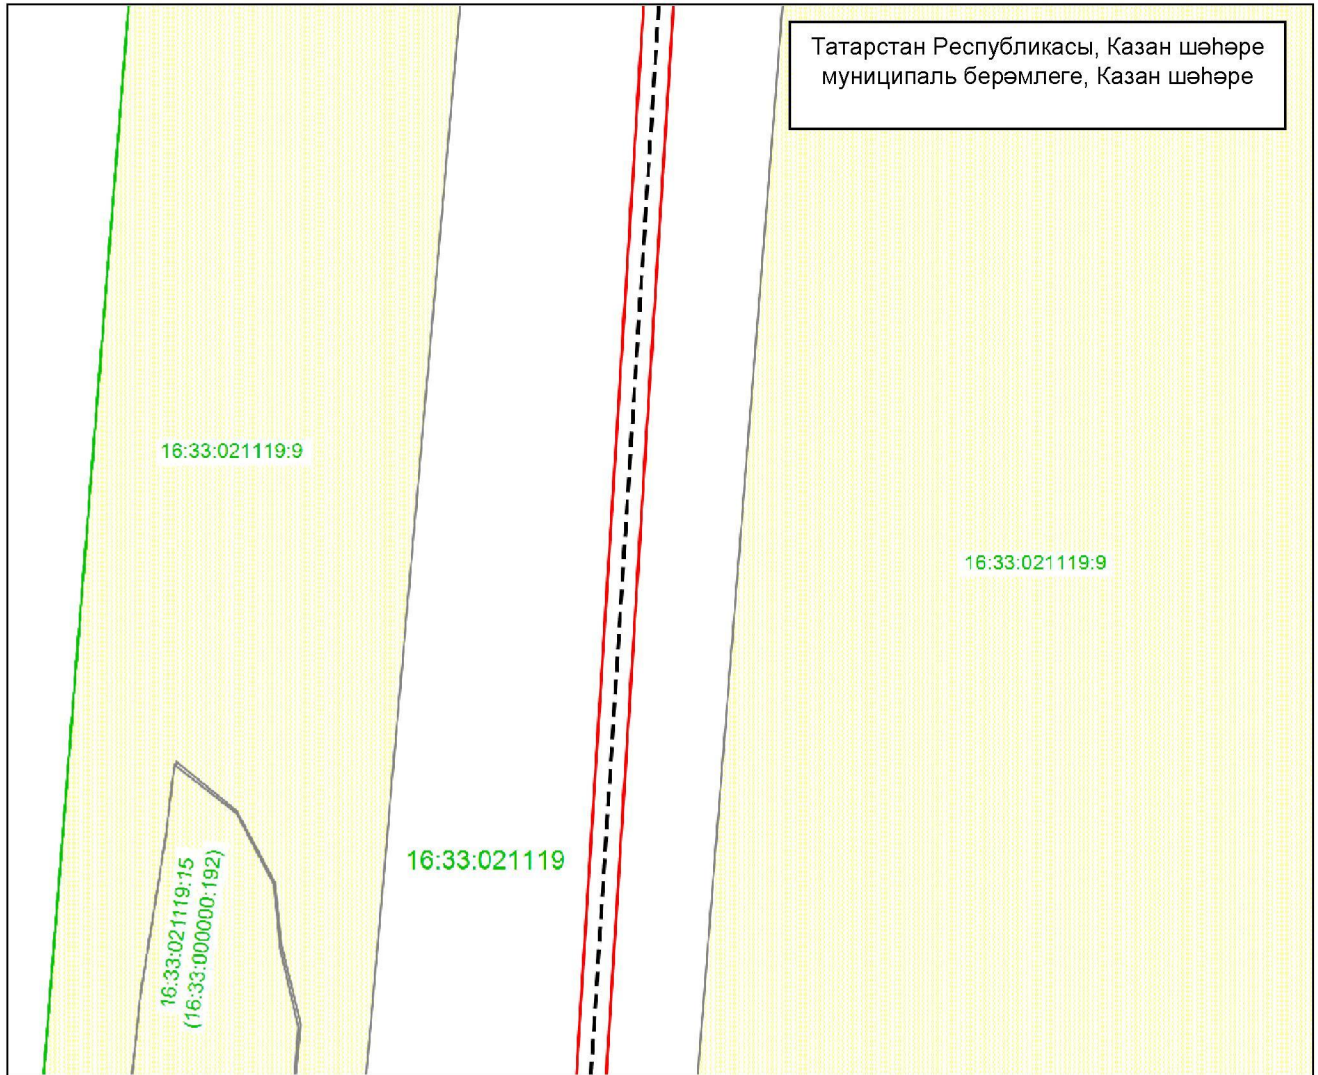 Татарстан Республикасы, Казан шәһәре
муниципаль берәмлеге, Казан шәһәре
16:33:021119:9
16:33:021119:9
16:33:021119
16:33:021119:15
(16:33:000000:192)